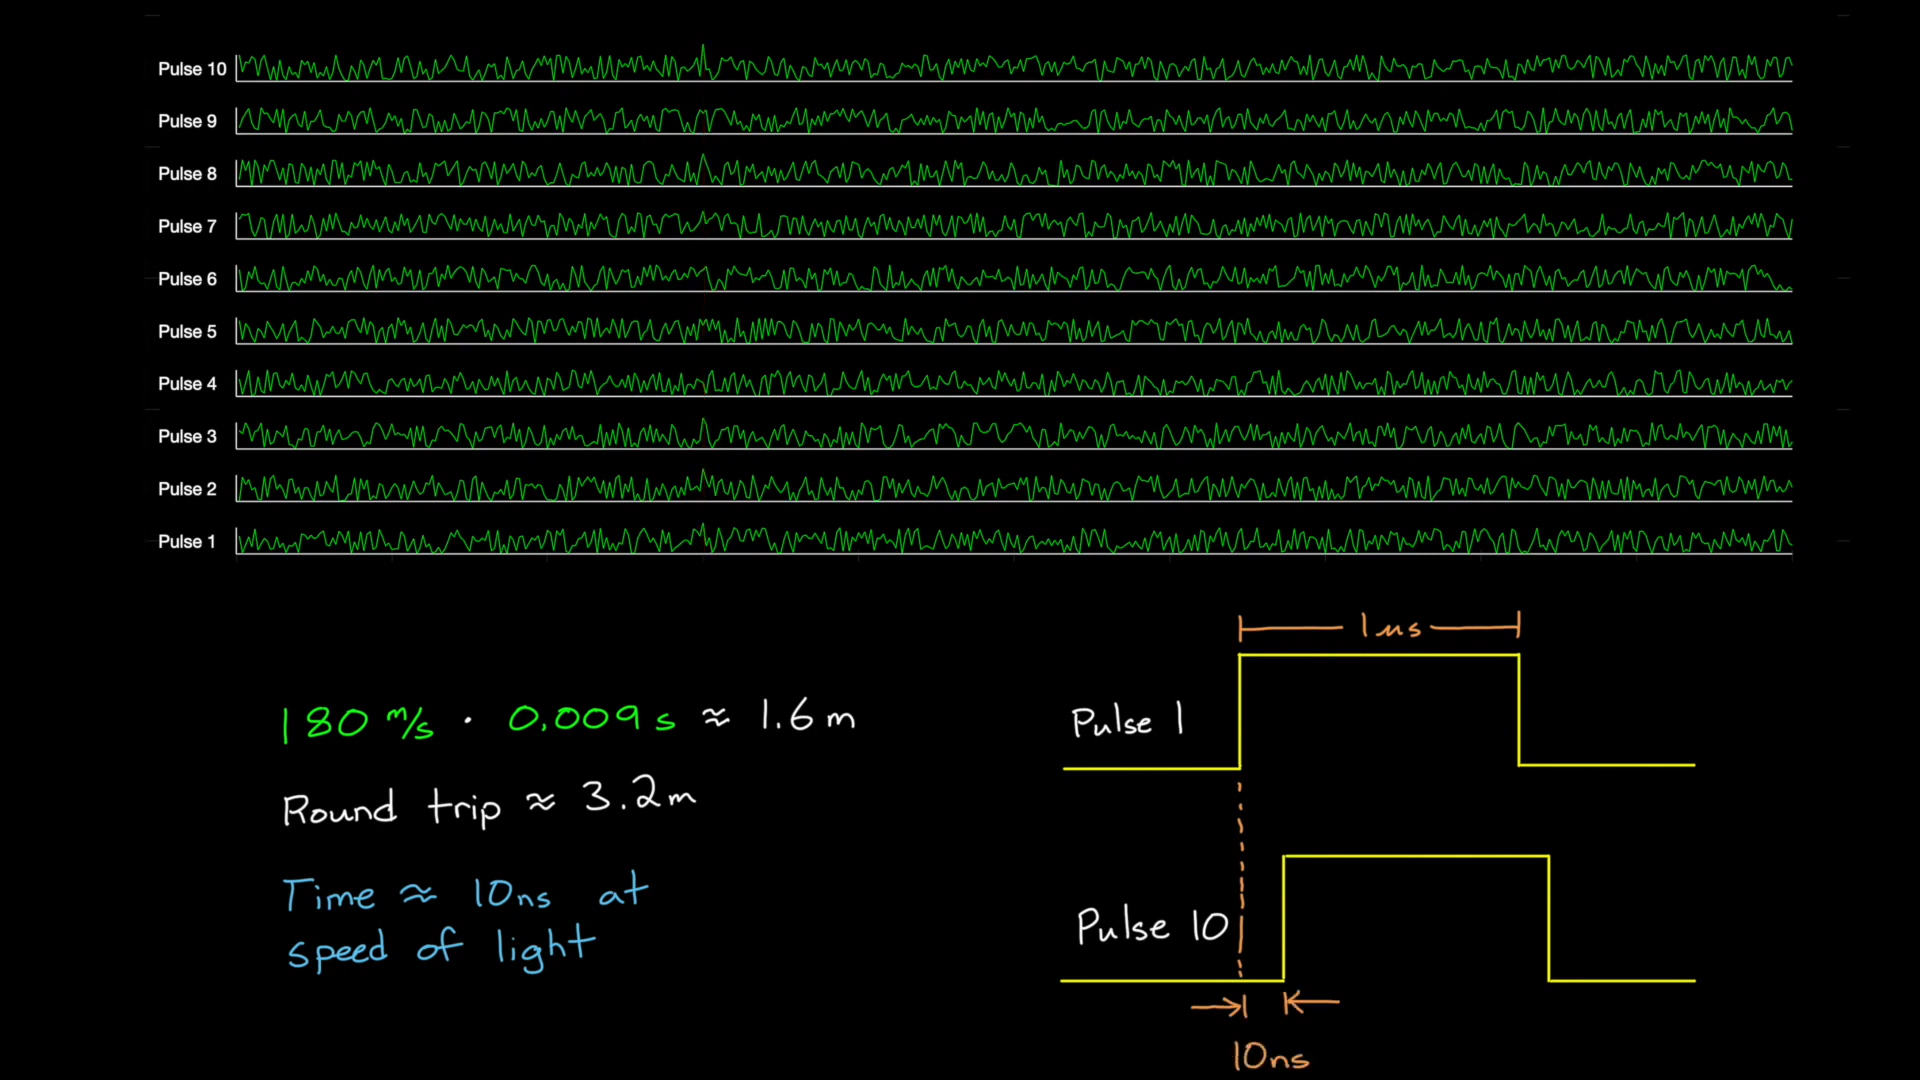 Pulse 10
Pulse 9
Pulse 8
Pulse 7
Pulse 6
Pulse 5
Pulse 4
Pulse 3
Pulse 2
Pulse 1
180 m/s · 0.009 s ≈ 1.6 m
Round trip ≈ 3.2m
Time ≈ 10ns at
speed of light
1μs
Pulse 1
Pulse 10
10ns